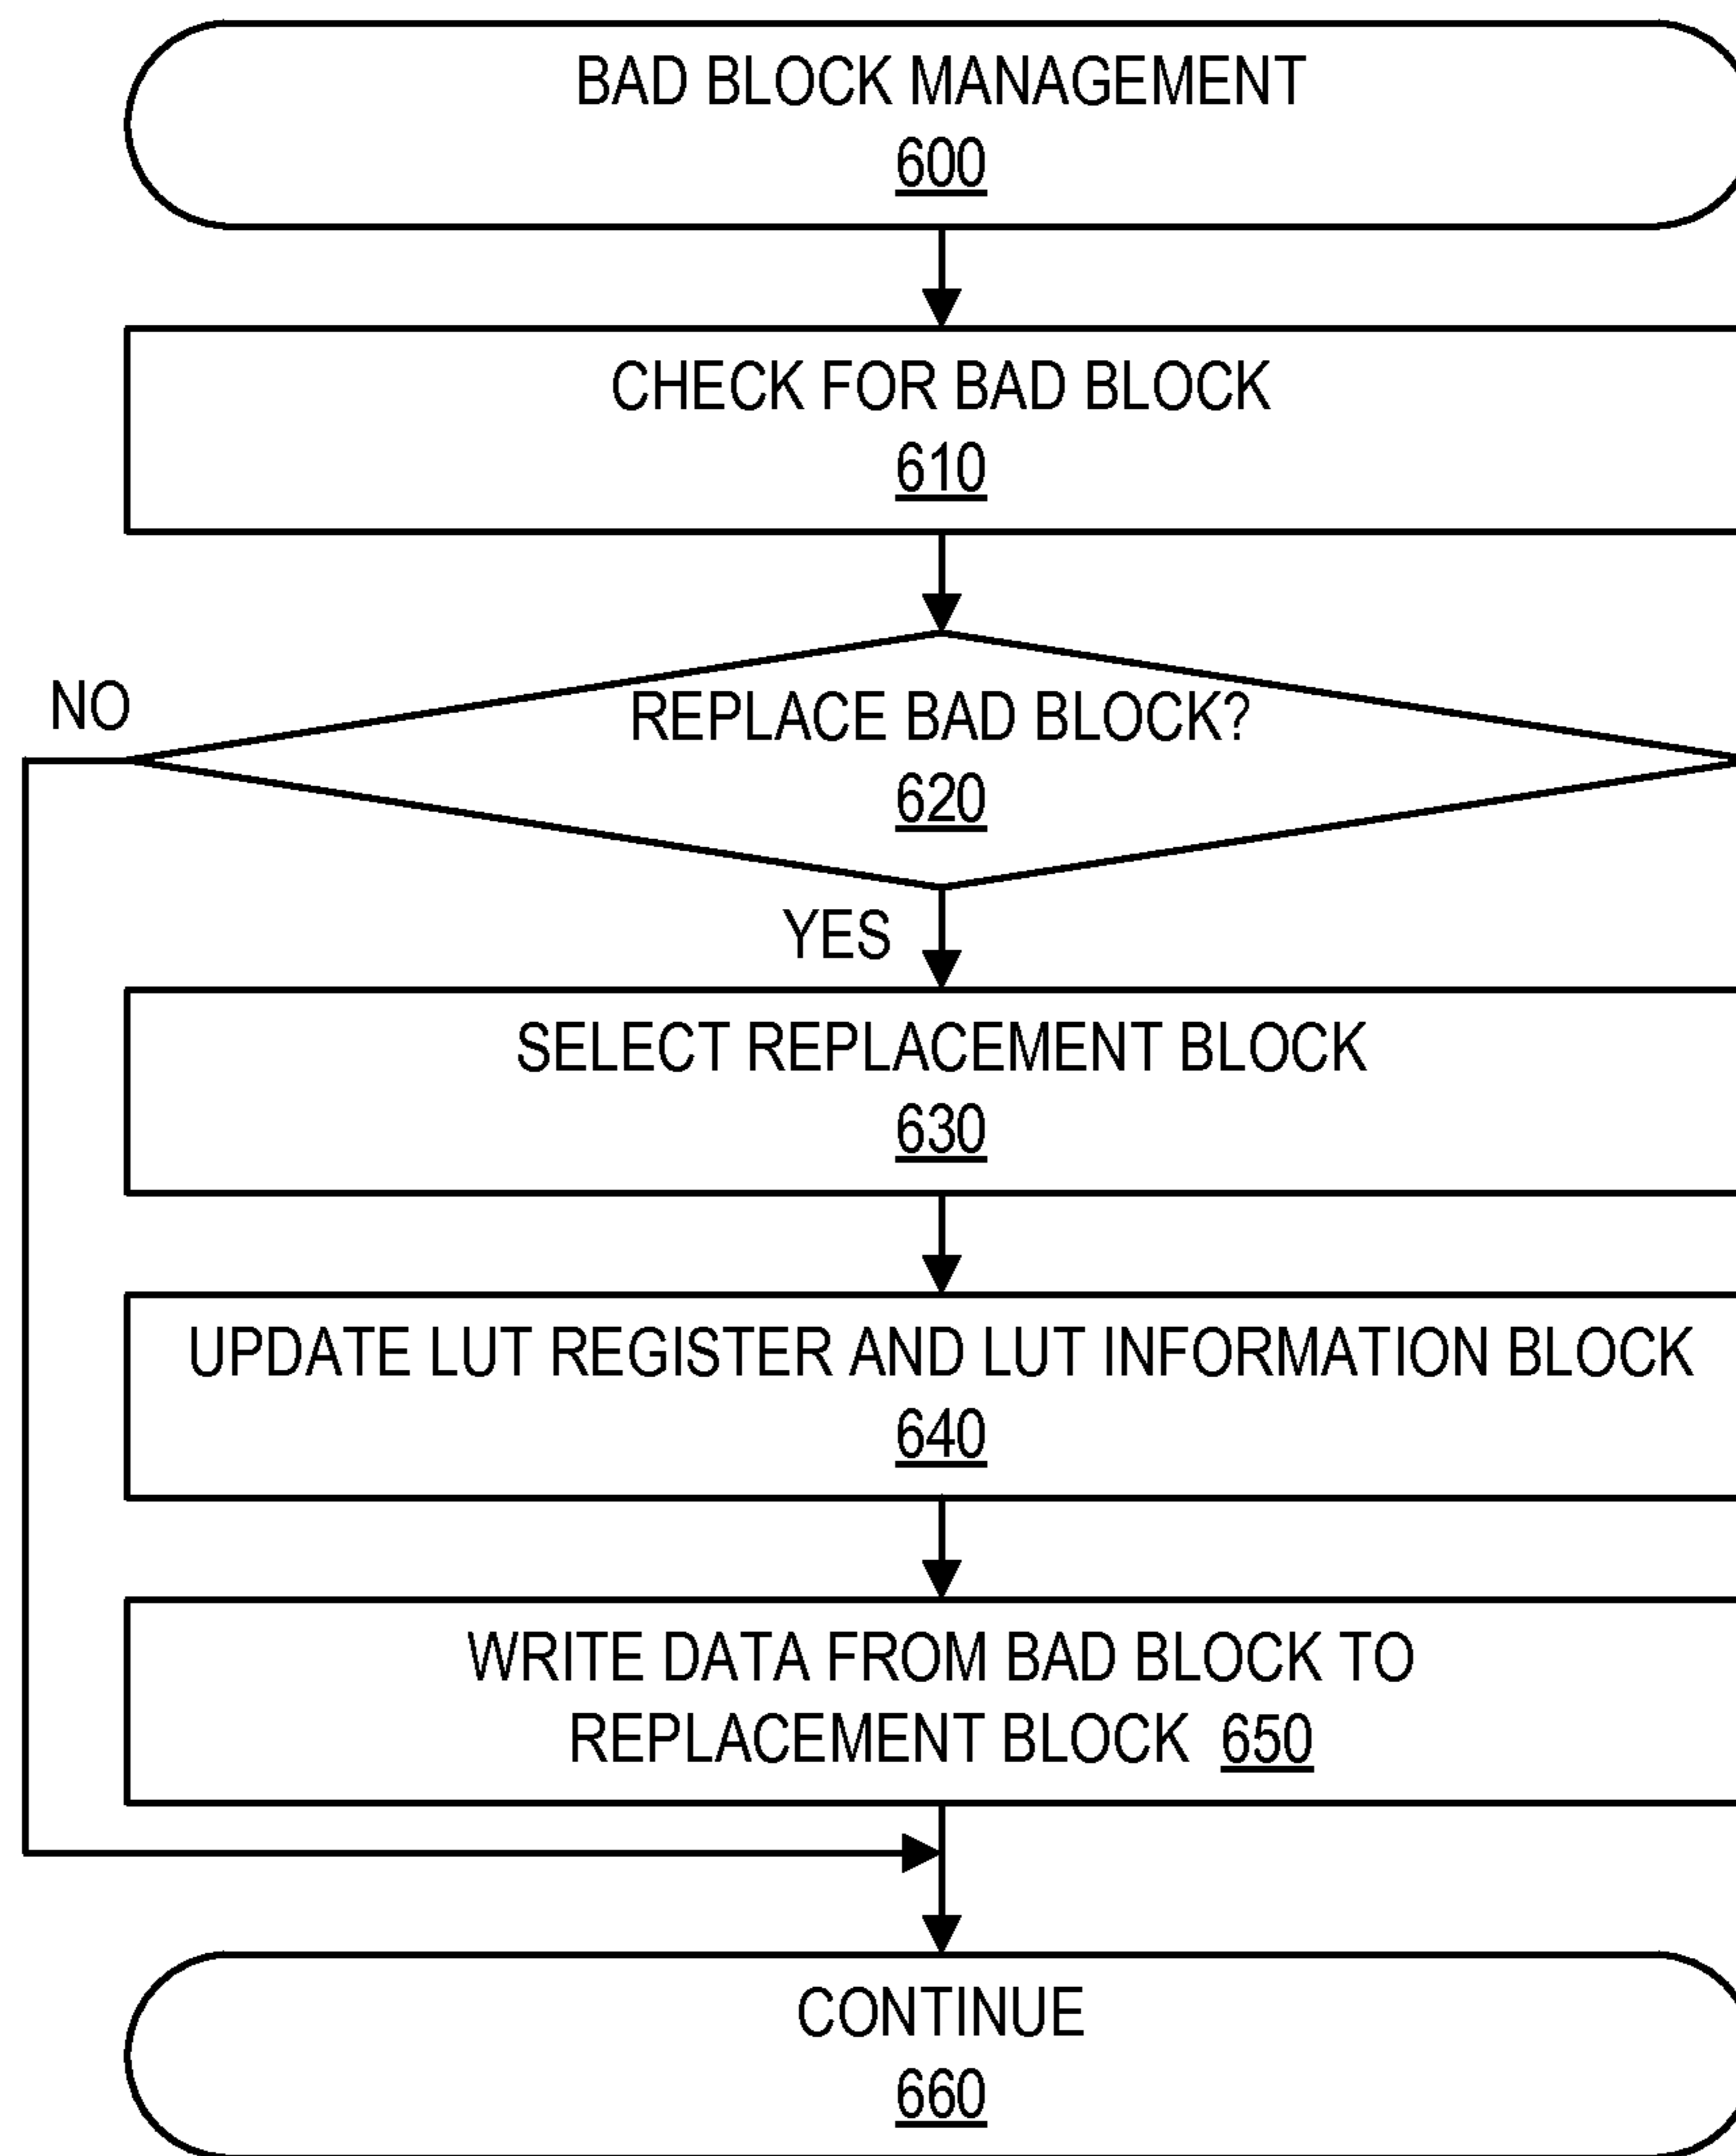 BAD BLOCK MANAGEMENT
600
CHECK FOR BAD BLOCK
610
NO
REPLACE BAD BLOCK?
620
YES
SELECT REPLACEMENT BLOCK
630
UPDATE LUT REGISTER AND LUT INFORMATION BLOCK
640
WRITE DATA FROM BAD BLOCK TO
REPLACEMENT BLOCK 650
CONTINUE
660